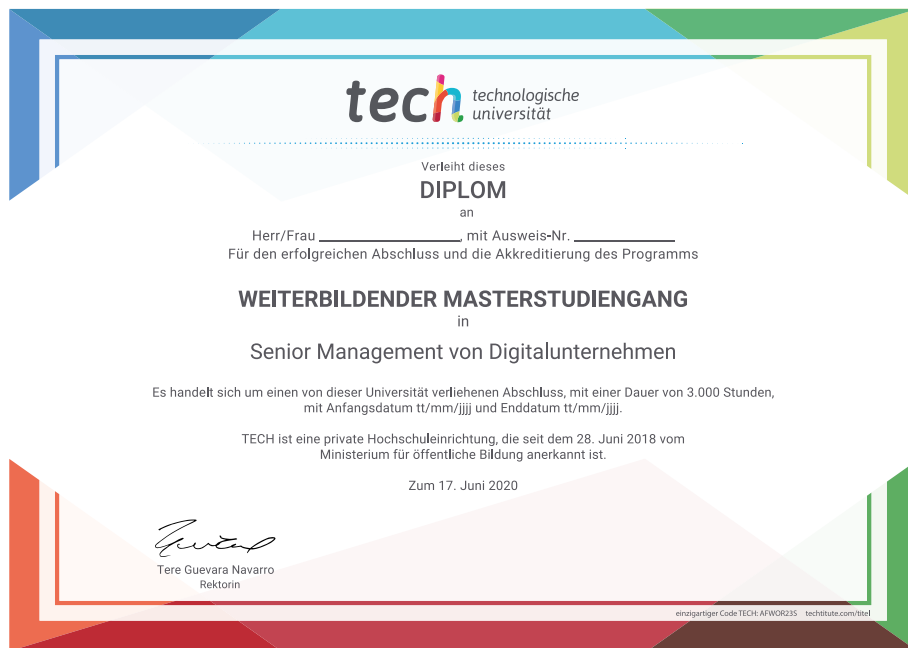 tech technologische
universität
Verleiht dieses
DIPLOM
an
Herr/Frau ____________________, mit Ausweis-Nr. ______________
Für den erfolgreichen Abschluss und die Akkreditierung des Programms
WEITERBILDENDER MASTERSTUDIENGANG
in
Senior Management von Digitalunternehmen
Es handelt sich um einen von dieser Universität verliehenen Abschluss, mit einer Dauer von 3.000 Stunden,
mit Anfangsdatum tt/mm/jjjj und Enddatum tt/mm/jjjj.
TECH ist eine private Hochschuleinrichtung, die seit dem 28. Juni 2018 vom
Ministerium für öffentliche Bildung anerkannt ist.
Zum 17. Juni 2020
Tere Guevara Navarro
Rektorin
einzigartiger Code TECH: AFWOR23S techtitute.com/titel